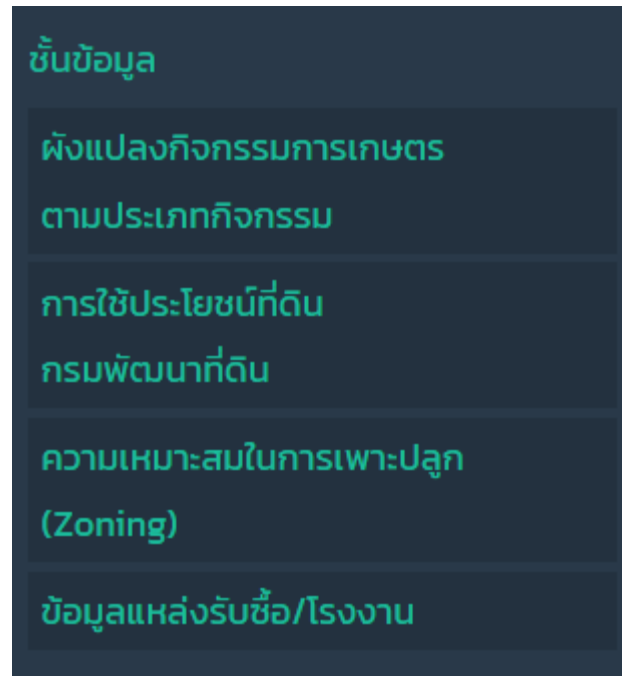 ชั้นข้อมูล
ผังแปลงกิจกรรมการเกษตร
ตามประเภทกิจกรรม
การใช้ประโยชน์ที่ดิน
กรมพัฒนาที่ดิน
ความเหมาะสมในการเพาะปลูก
(Zoning)
ข้อมูลแหล่งรับซื้อ/โรงงาน